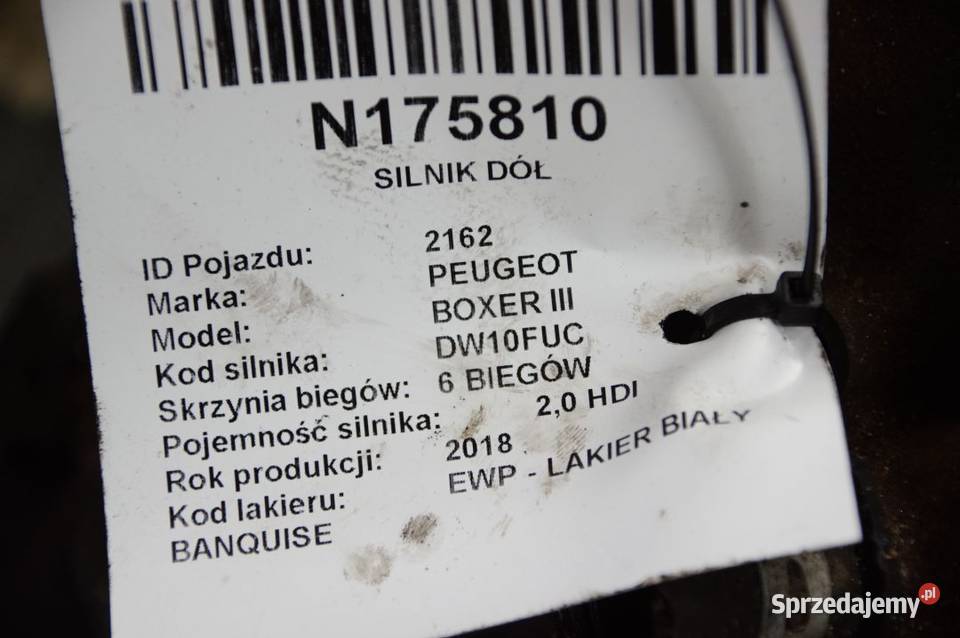 N175810
SILNIK DÓŁ
ID Pojazdu: 2162
Marka: PEUGEOT
Model: BOXER III
Kod silnika: DW10FUC
Skrzynia biegów: 6 BIEGÓW
Pojemność silnika: 2,0 HDI
Rok produkcji: 2018
Kod lakieru: EWP - LAKIER BIAŁY
BANQUISE
Sprzedajemy.pl